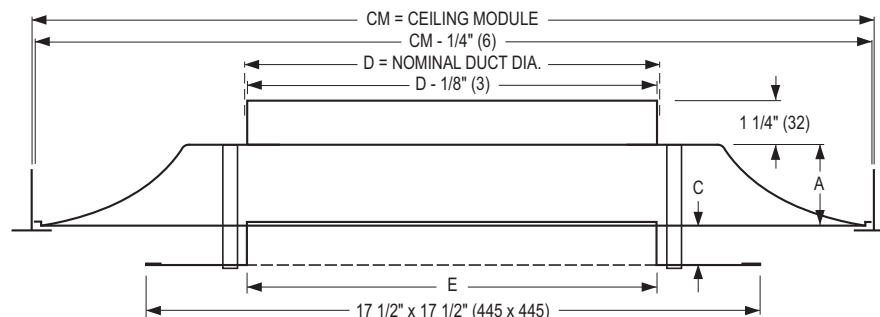 CM = CEILING MODULE
CM - 1/4" (6)
D = NOMINAL DUCT DIA.
D - 1/8" (3)
1 1/4" (32)
A
C
E
17 1/2" x 17 1/2" (445 x 445)